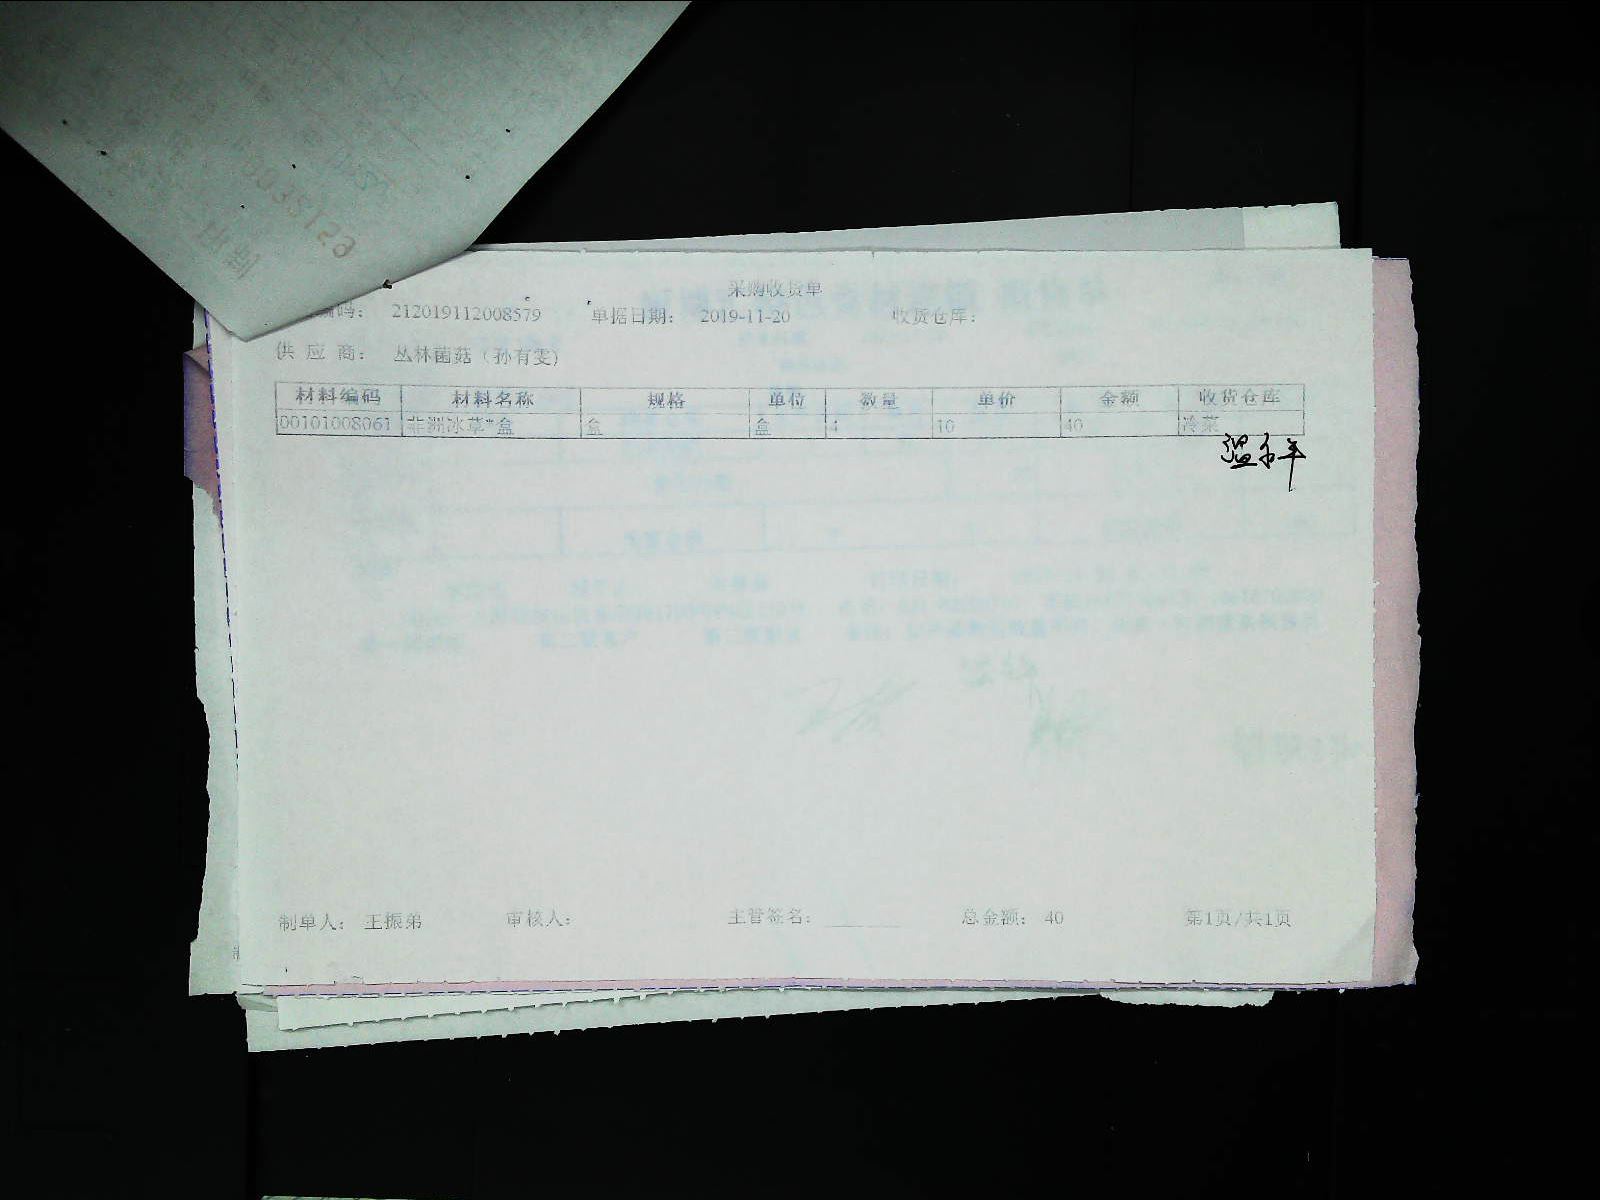 采购收货单
编码： 212019112008579 单据日期： 2019-11-20 收货仓库：
供 应 商： 丛林菌菇（孙有雯）
材料编码 材料名称 规格 单位 数量 单价 金额 收货仓库
00101008061 非洲冰草*盒 盒 盒 4 10 40 冷菜
制单人： 王振弟 审核人： 主管签名： 总金额： 40 第1页/共1页